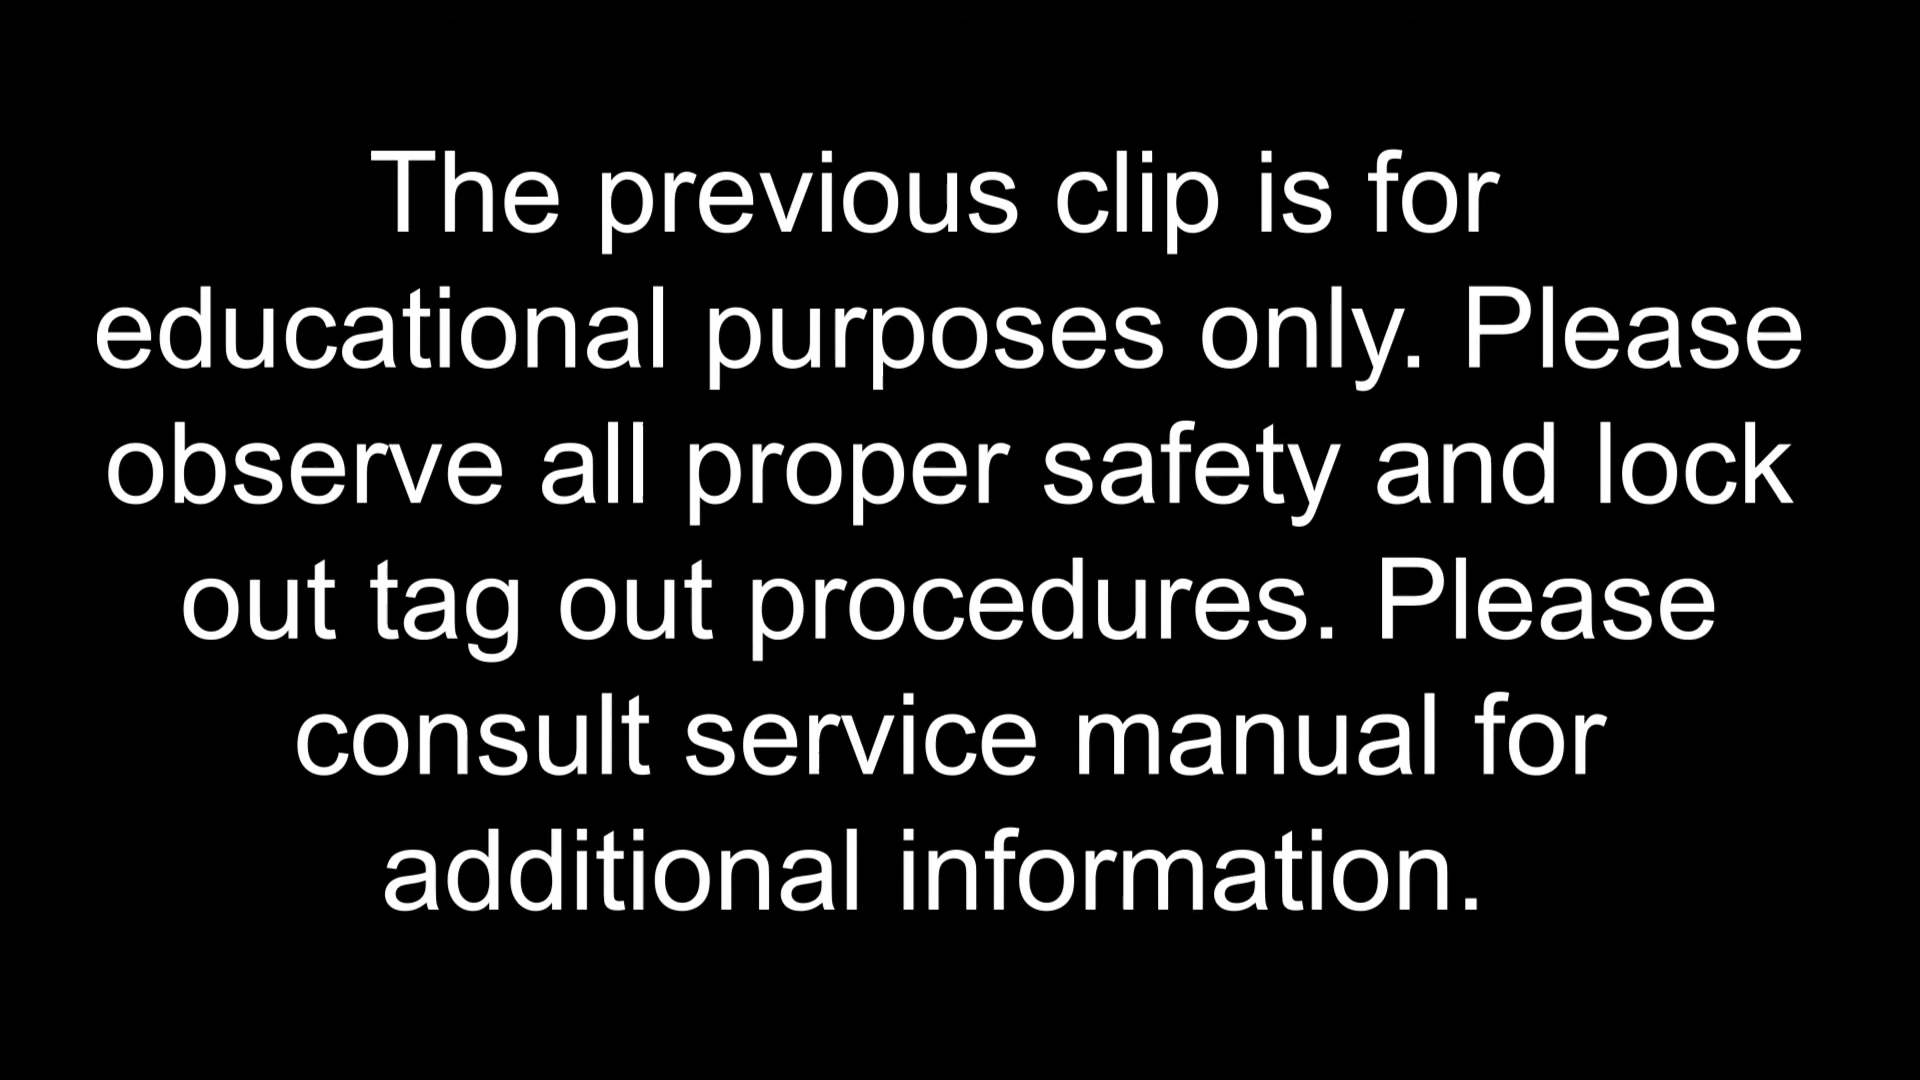 The previous clip is for
educational purposes only. Please
observe all proper safety and lock
out tag out procedures. Please
consult service manual for
additional information.